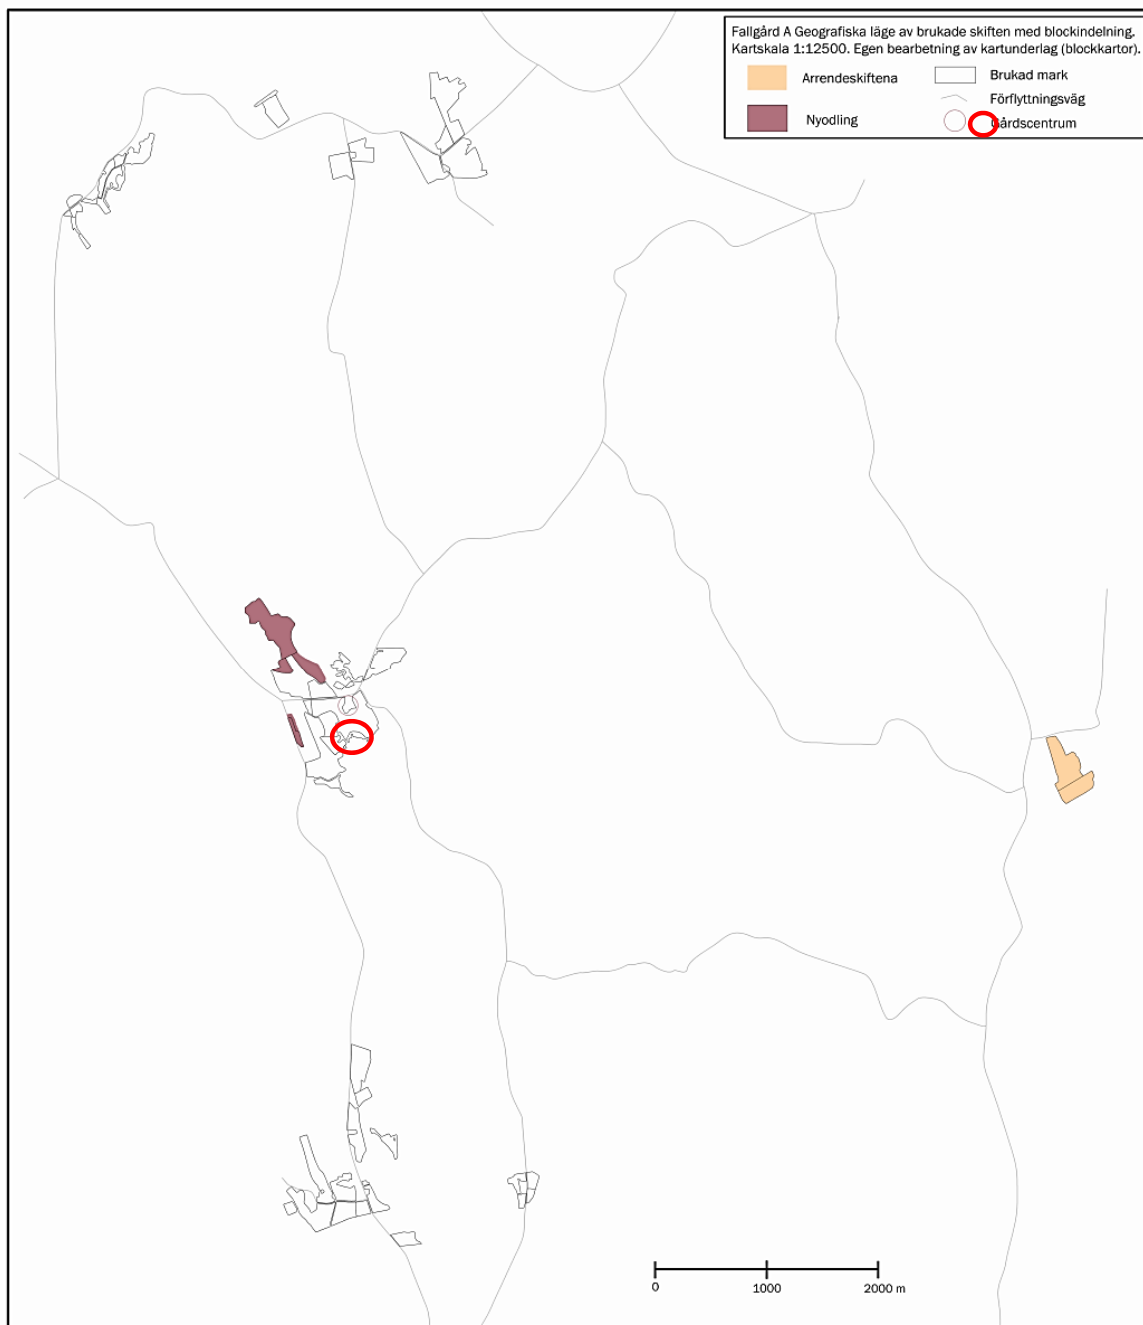 Fallgård A Geografiska läge av brukade skiften med blockindelning.
Kartskala 1:12500. Egen bearbetning av kartunderlag (blockkartor).
Arrendeskiftena
Brukad mark
Förflyttningsväg
Nyodling
Gårdscentrum
0 1000 2000 m